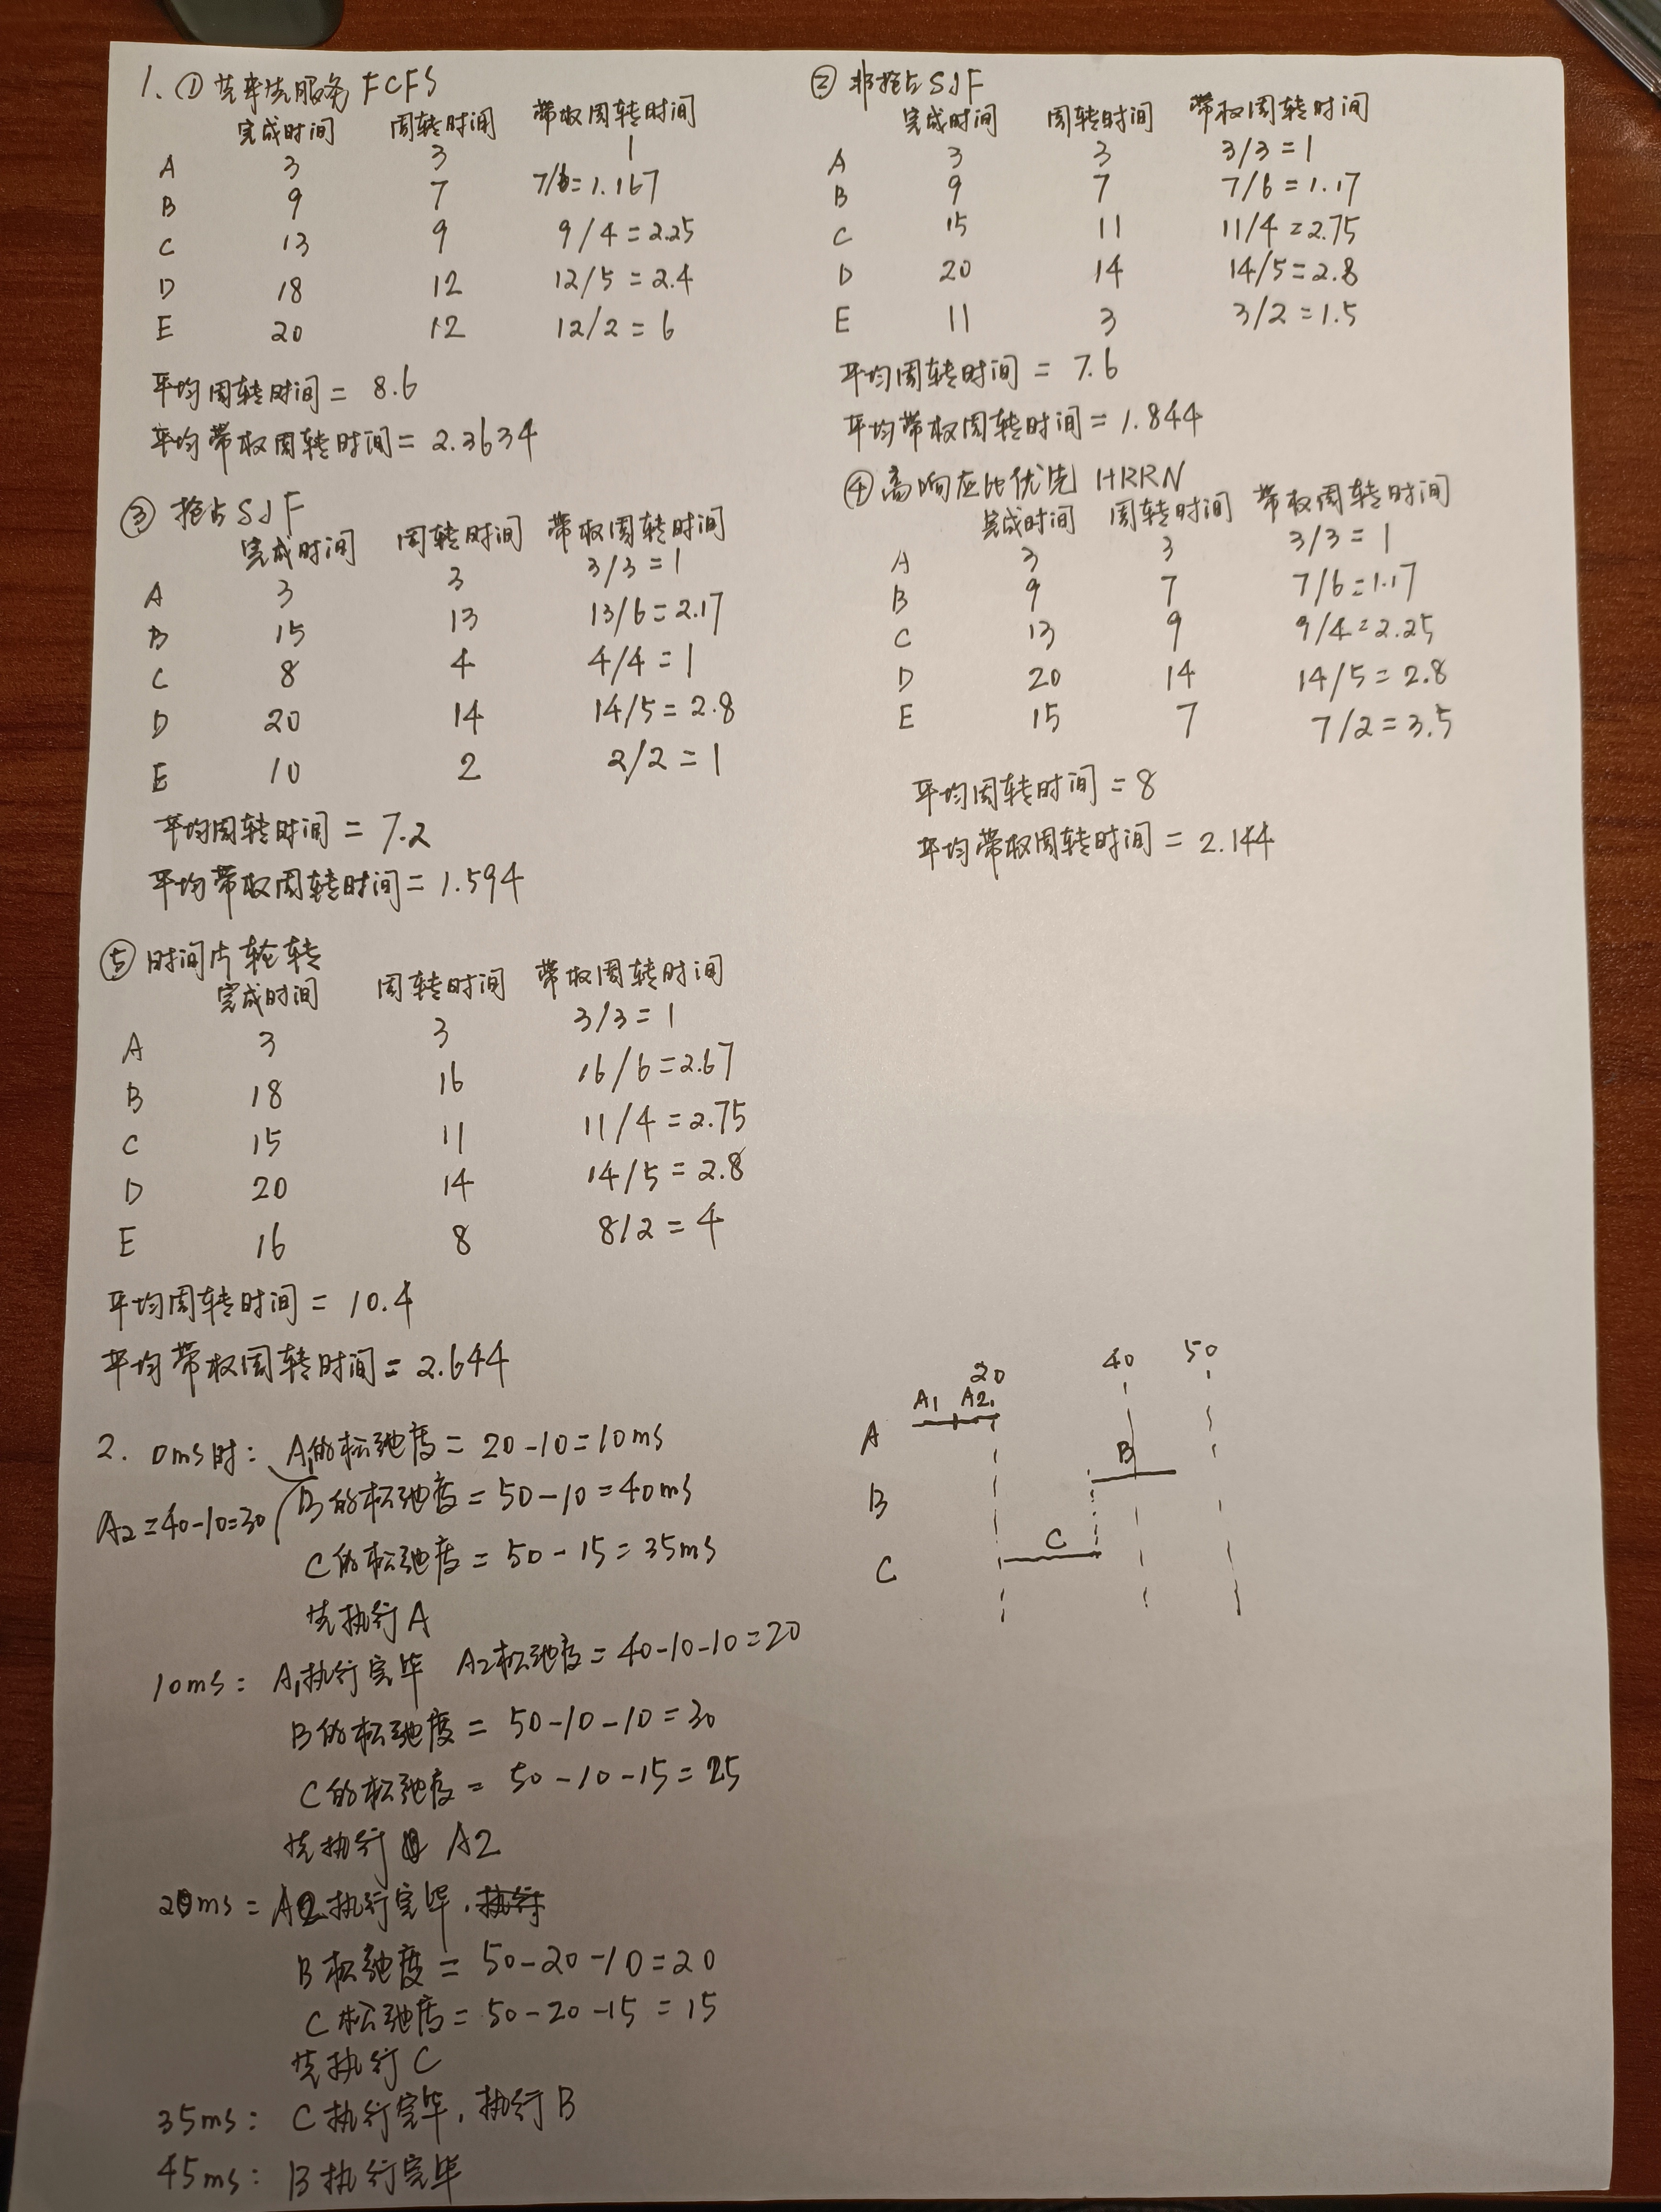 1. ① 先来先服务 FCFS
完成时间 周转时间 带权周转时间
A 3 3 1
B 9 7 7/6=1.167
C 13 9 9/4=2.25
D 18 12 12/5=2.4
E 20 12 12/2=6
平均周转时间=8.6
平均带权周转时间=2.3634
② 非抢占SJF
完成时间 周转时间 带权周转时间
A 3 3 3/3=1
B 9 7 7/6=1.17
C 15 11 11/4=2.75
D 20 14 14/5=2.8
E 11 3 3/2=1.5
平均周转时间=7.6
平均带权周转时间=1.844
③ 抢占SJF
完成时间 周转时间 带权周转时间
A 3 3 3/3=1
B 15 13 13/6=2.17
C 8 4 4/4=1
D 20 14 14/5=2.8
E 10 2 2/2=1
平均周转时间=7.2
平均带权周转时间=1.594
④ 高响应比优先 HRRN
完成时间 周转时间 带权周转时间
A 3 3 3/3=1
B 9 7 7/6=1.17
C 13 9 9/4=2.25
D 20 14 14/5=2.8
E 15 7 7/2=3.5
平均周转时间=8
平均带权周转时间=2.144
⑤ 时间片轮转
完成时间 周转时间 带权周转时间
A 3 3 3/3=1
B 18 16 16/6=2.67
C 15 11 11/4=2.75
D 20 14 14/5=2.8
E 16 8 8/2=4
平均周转时间=10.4
平均带权周转时间=2.644
2. 0ms时: A1的松弛度=20-10=10ms
A2=40-10=30
B的松弛度=50-10=40ms
C的松弛度=50-15=35ms
先执行A
10ms: A1执行完毕 A2松弛度=40-10-10=20
B的松弛度=50-10-10=30
C的松弛度=50-10-15=25
先执行 A2
20ms: A2执行完毕.执行
B松弛度=50-20-10=20
C松弛度=50-20-15=15
先执行C
35ms: C执行完毕,执行B
45ms: B执行完毕
20 40 50
A1 A2
A
B
B
C
C